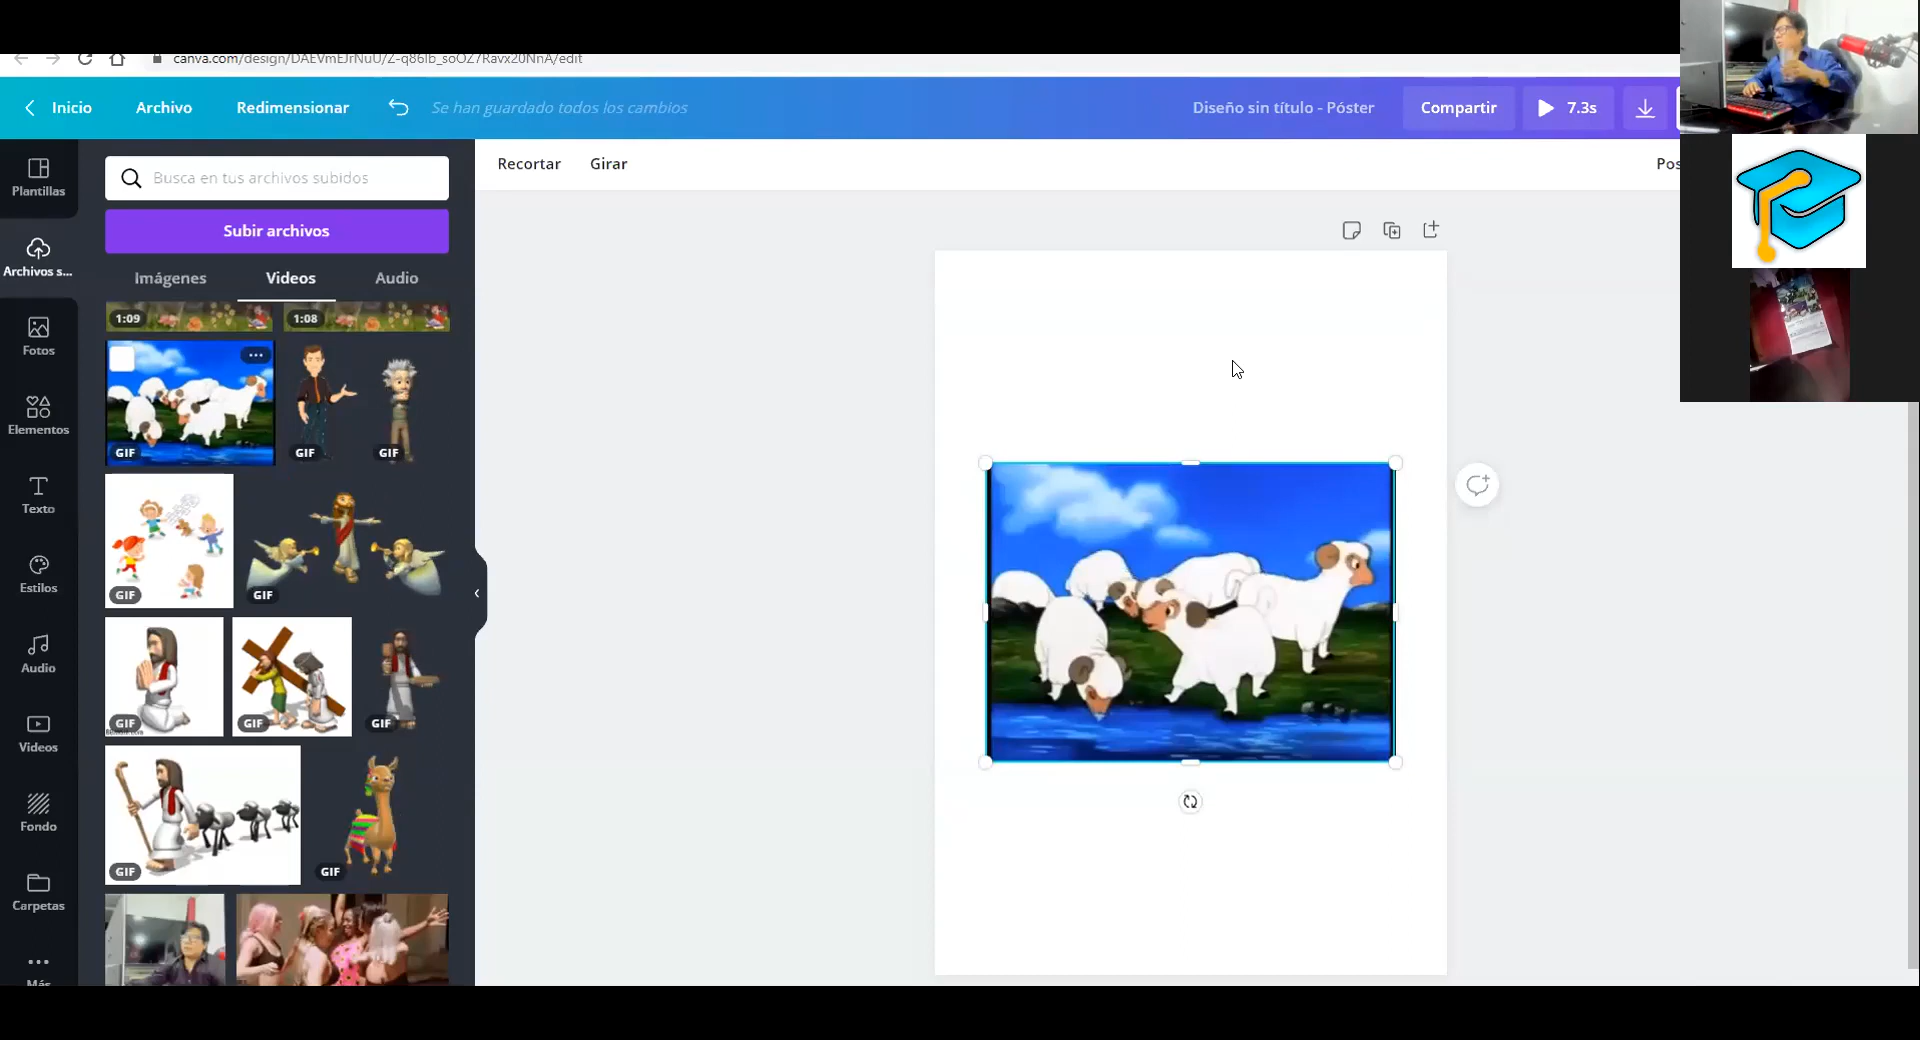 canva.com/design/DAEVmEJrNuU/Z-q86lb_soOZ7Ravx20NnA/edit
Inicio
Archivo
Redimensionar
Se han guardado todos los cambios
Diseño sin título - Póster
Compartir
7.3s
Plantillas
Archivos s...
Fotos
Elementos
Texto
Estilos
Audio
Videos
Fondo
Carpetas
Más
Busca en tus archivos subidos
Subir archivos
Imágenes
Videos
Audio
1:09
1:08
GIF
GIF
GIF
GIF
GIF
GIF
GIF
GIF
GIF
GIF
Recortar
Girar
Pos